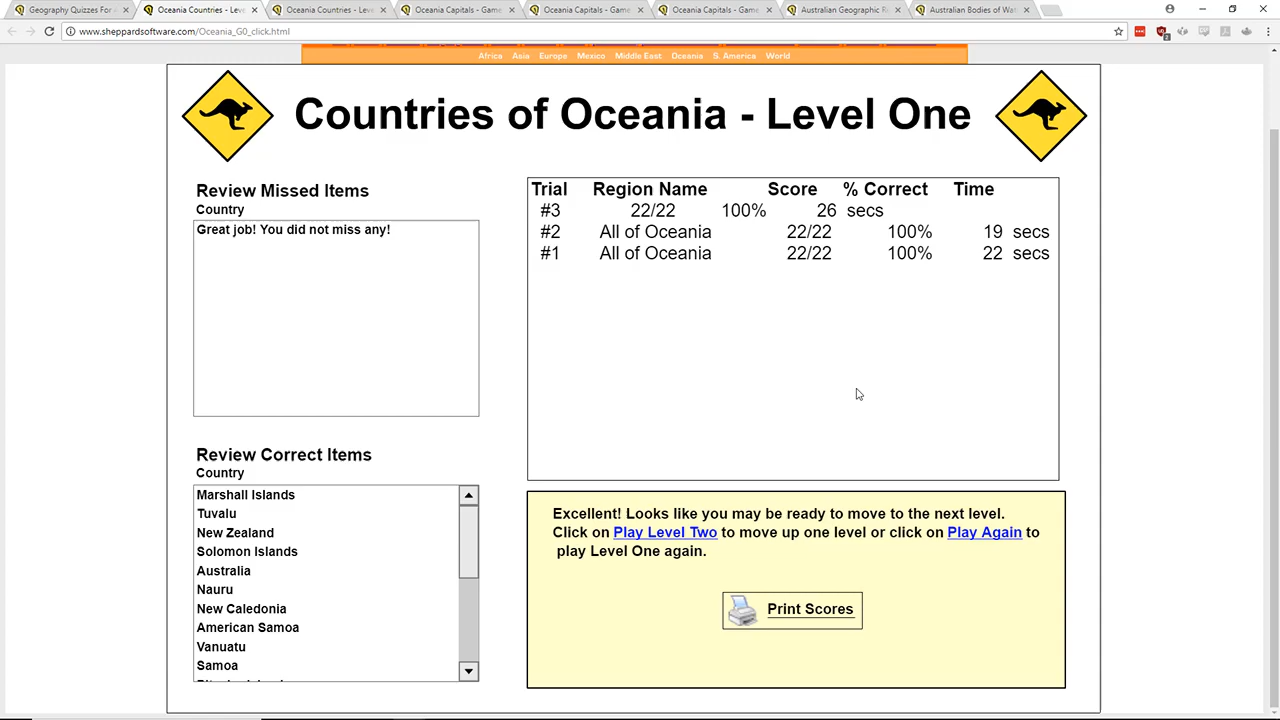 Geography Quizzes For A
Oceania Countries - Leve
Oceania Countries - Leve
Oceania Capitals - Game
Oceania Capitals - Game
Oceania Capitals - Game
Australian Geographic R
Australian Bodies of Wat
www.sheppardsoftware.com/Oceania_G0_click.html
Africa Asia Europe Mexico Middle East Oceania S. America World
Countries of Oceania - Level One
Review Missed Items
Country
Great job! You did not miss any!
Trial Region Name Score % Correct Time
#3 22/22 100% 26 secs
#2 All of Oceania 22/22 100% 19 secs
#1 All of Oceania 22/22 100% 22 secs
Review Correct Items
Country
Marshall Islands
Tuvalu
New Zealand
Solomon Islands
Australia
Nauru
New Caledonia
American Samoa
Vanuatu
Samoa
Excellent! Looks like you may be ready to move to the next level.
Click on Play Level Two to move up one level or click on Play Again to
play Level One again.
Print Scores